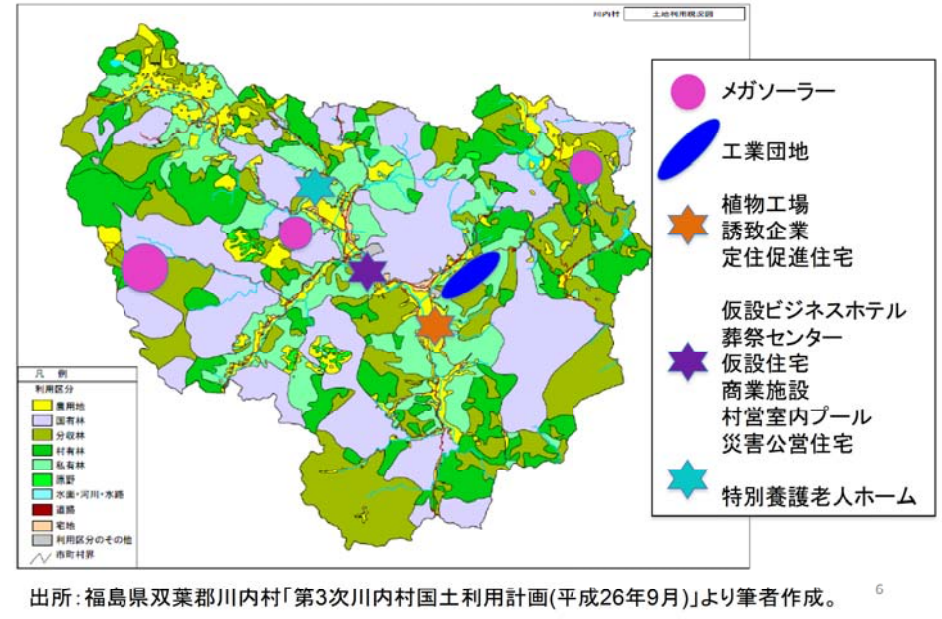 川内村 土地利用現況図
メガソーラー
工業団地
植物工場
誘致企業
定住促進住宅
仮設ビジネスホテル
葬祭センター
仮設住宅
商業施設
村営室内プール
災害公営住宅
特別養護老人ホーム
凡 例
利用区分
農用地
国有林
分収林
村有林
私有林
原野
水面・河川・水路
道路
宅地
利用区分のその他
市町村界
出所:福島県双葉郡川内村「第3次川内村国土利用計画(平成26年9月)」より筆者作成。
6